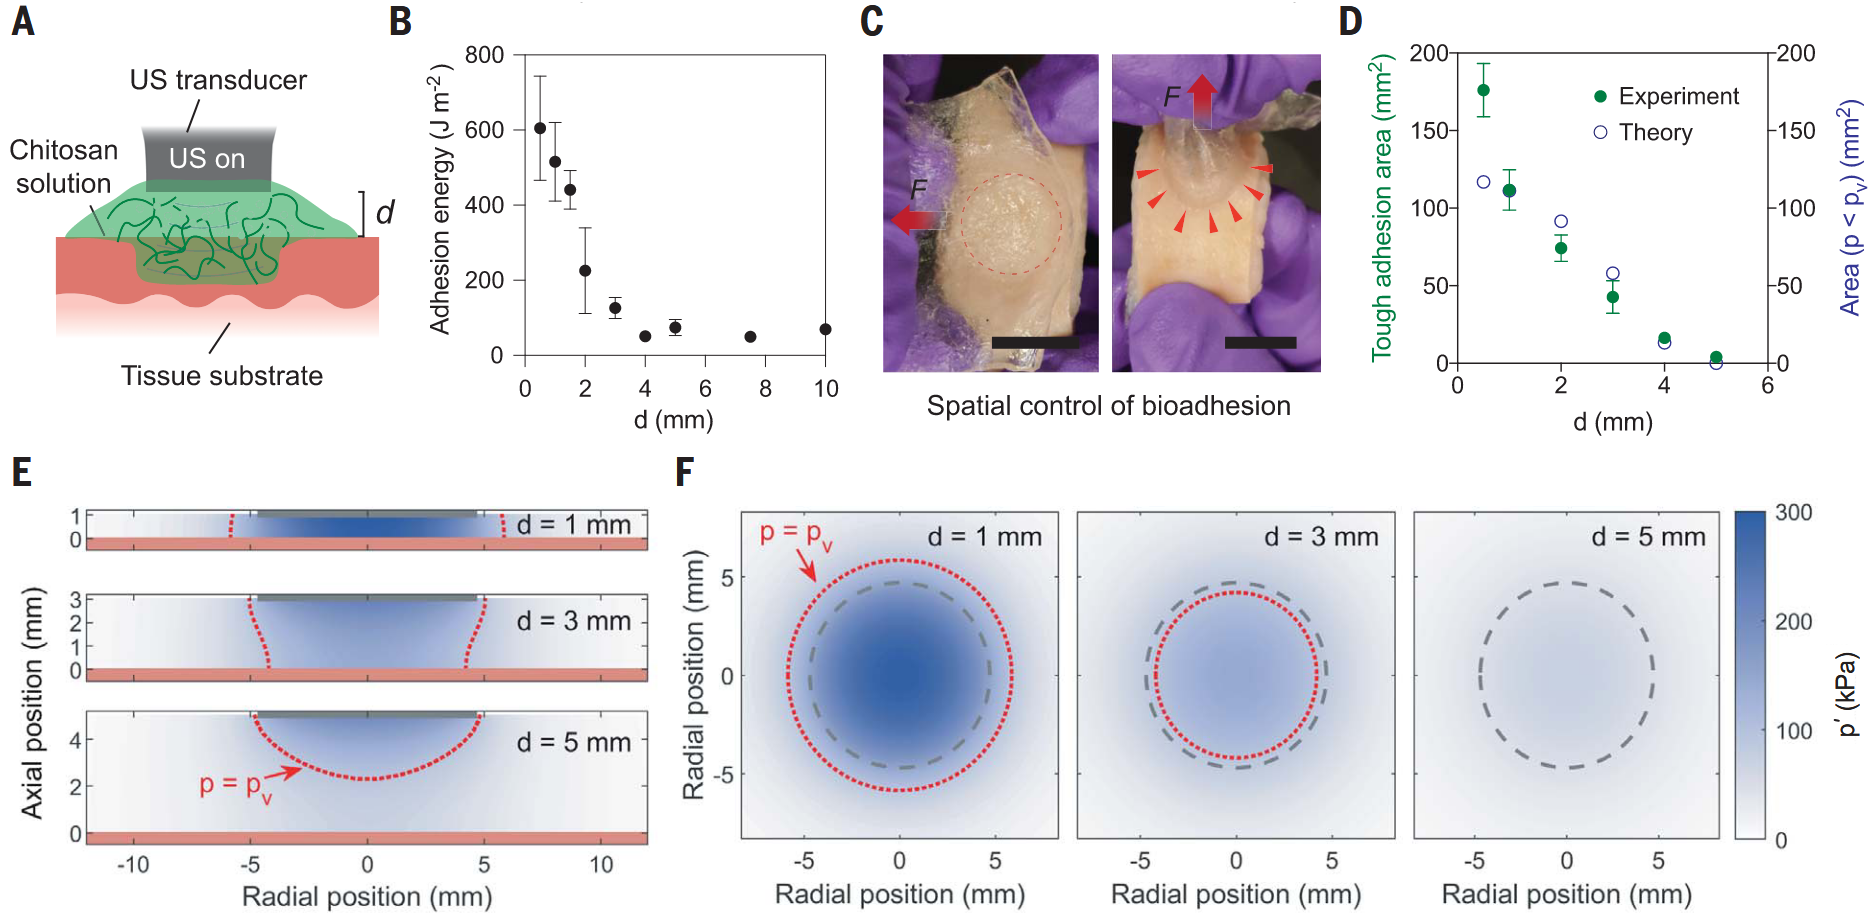 A
US transducer
Chitosan
solution
US on
d
Tissue substrate
B
Adhesion energy (J m-2 )
800
600
400
200
0
0 2 4 6 8 10
d (mm)
C
F
F
Spatial control of bioadhesion
D
Tough adhesion area (mm2)
200
150
100
50
0
Experiment
Theory
200
150
100
50
0
Area (p < pv) (mm2)
0 2 4 6
d (mm)
E
Axial position (mm)
1
0
d = 1 mm
3
2
1
0
d = 3 mm
4
2
0
d = 5 mm
p = pv
-10 -5 0 5 10
Radial position (mm)
F
Radial position (mm)
5
0
-5
p = pv
d = 1 mm
d = 3 mm
d = 5 mm
-5 0 5
-5 0 5
-5 0 5
Radial position (mm)
Radial position (mm)
Radial position (mm)
300
200
100
0
p' (kPa)